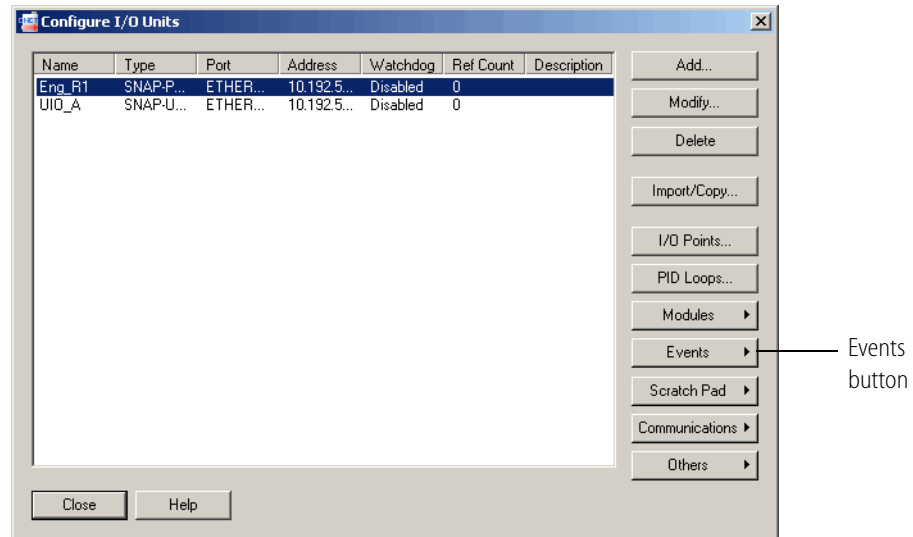 Configure I/O Units
Name Type Port Address Watchdog Ref Count Description
Eng_R1 SNAP-P... ETHER... 10.192.5... Disabled 0
UIO_A SNAP-U... ETHER... 10.192.5... Disabled 0
Add...
Modify...
Delete
Import/Copy...
I/O Points...
PID Loops...
Modules
Events
Scratch Pad
Communications
Others
Close Help
Events
button